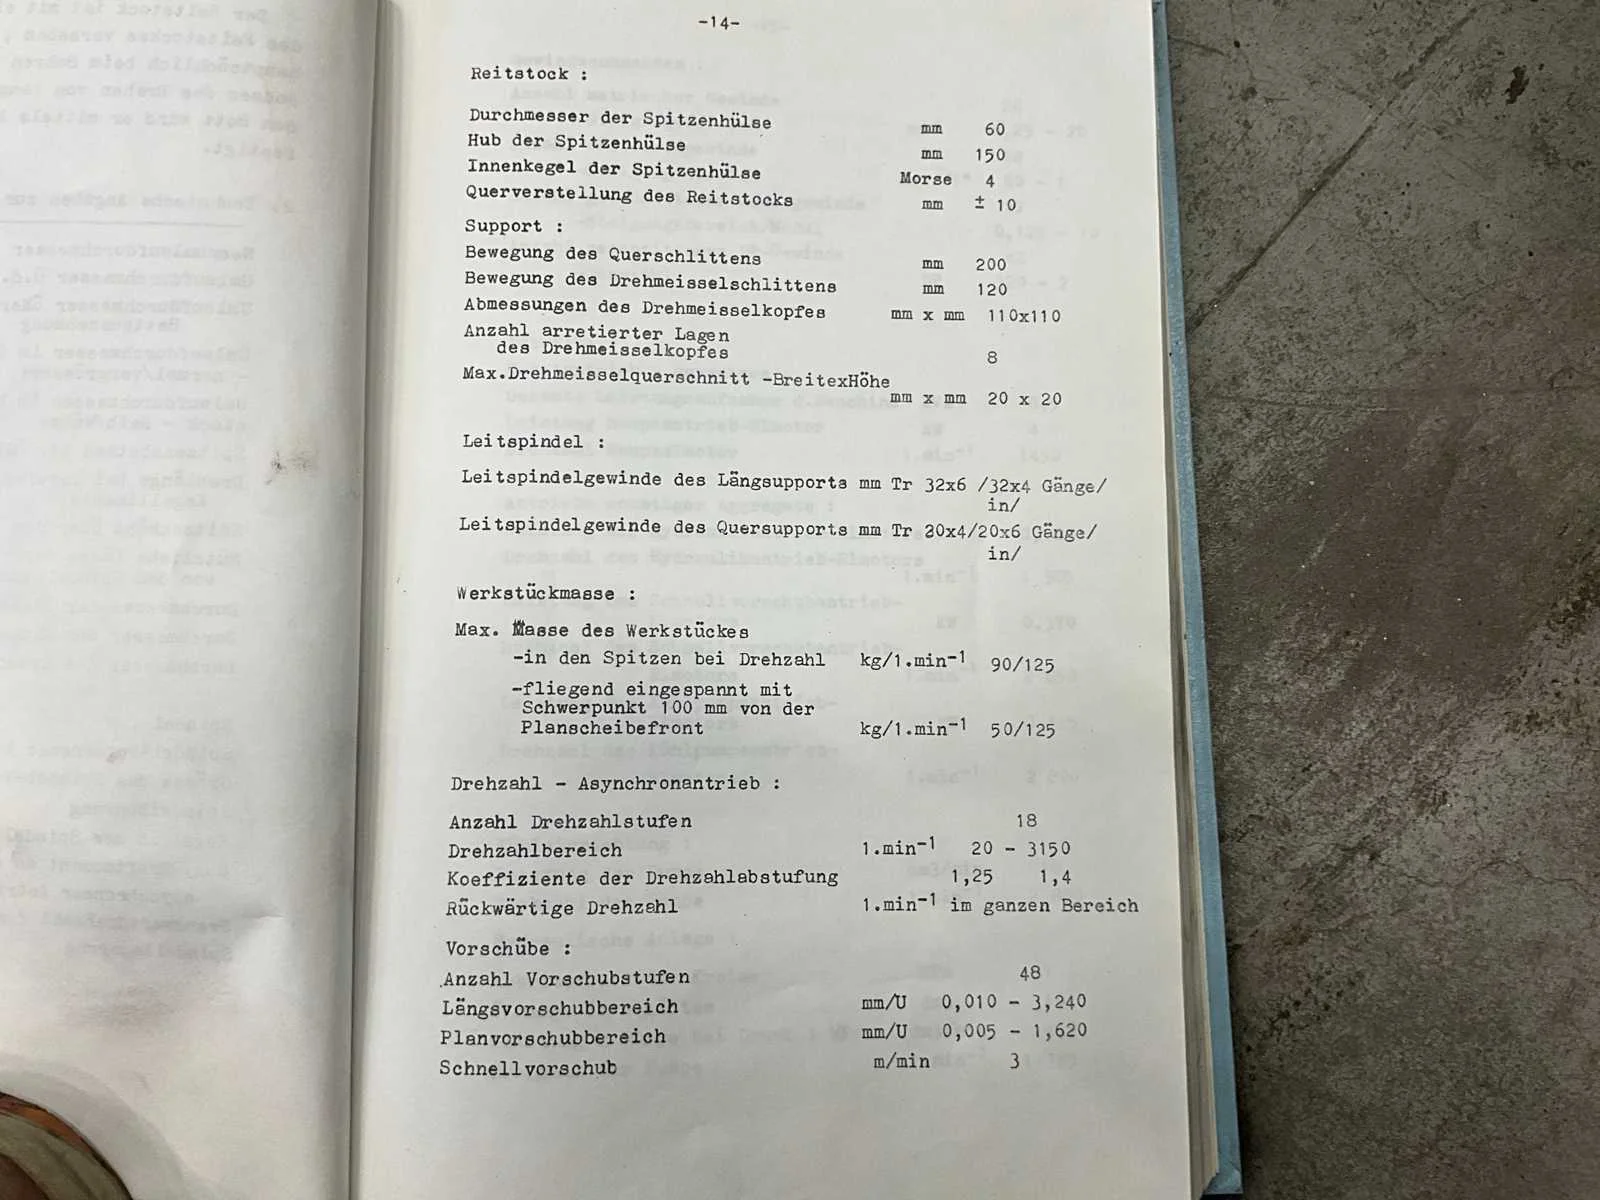 -14-
Reitstock :
Durchmesser der Spitzenhülse mm 60
Hub der Spitzenhülse mm 150
Innenkegel der Spitzenhülse Morse 4
Querverstellung des Reitstocks mm ± 10
Support :
Bewegung des Querschlittens mm 200
Bewegung des Drehmeisselschlittens mm 120
Abmessungen des Drehmeisselkopfes mm x mm 110x110
Anzahl arretierter Lagen
des Drehmeisselkopfes 8
Max.Drehmeisselquerschnitt -BreitexHöhe
mm x mm 20 x 20
Leitspindel :
Leitspindelgewinde des Längsupports mm Tr 32x6 /32x4 Gänge/
in/
Leitspindelgewinde des Quersupports mm Tr 20x4/20x6 Gänge/
in/
Werkstückmasse :
Max. Masse des Werkstückes
-in den Spitzen bei Drehzahl kg/1.min-1 90/125
-fliegend eingespannt mit
Schwerpunkt 100 mm von der
Planscheibefront kg/1.min-1 50/125
Drehzahl - Asynchronantrieb :
Anzahl Drehzahlstufen 18
Drehzahlbereich 1.min-1 20 - 3150
Koeffiziente der Drehzahlabstufung 1,25 1,4
Rückwärtige Drehzahl 1.min-1 im ganzen Bereich
Vorschübe :
Anzahl Vorschubstufen 48
Längsvorschubbereich mm/U 0,010 - 3,240
Planvorschubbereich mm/U 0,005 - 1,620
Schnellvorschub m/min 3